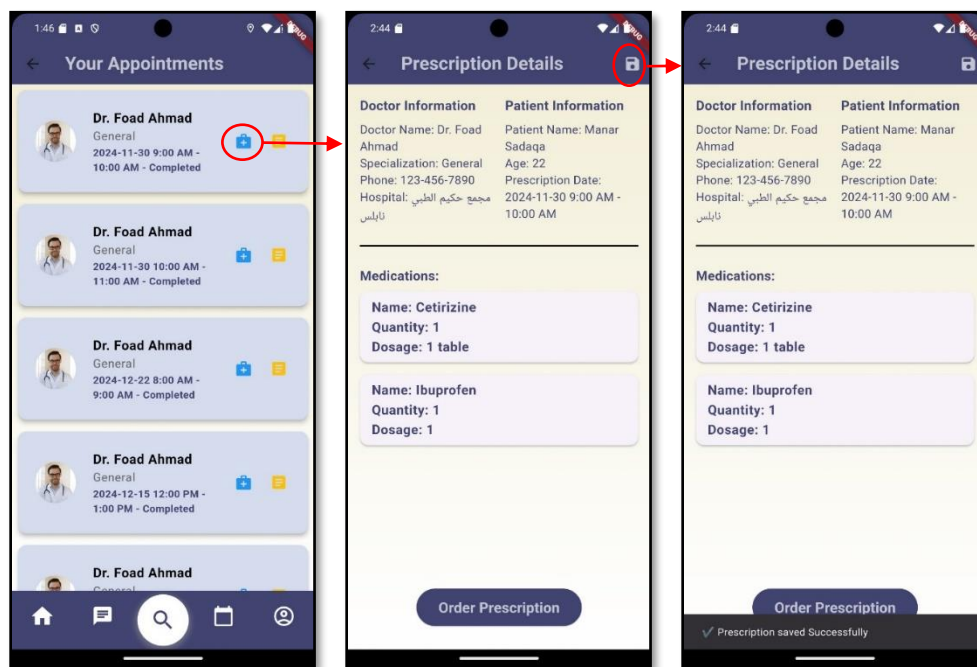 1:46
Your Appointments
Dr. Foad Ahmad
General
2024-11-30 9:00 AM -
10:00 AM - Completed
Dr. Foad Ahmad
General
2024-11-30 10:00 AM -
11:00 AM - Completed
Dr. Foad Ahmad
General
2024-12-22 8:00 AM -
9:00 AM - Completed
Dr. Foad Ahmad
General
2024-12-15 12:00 PM -
1:00 PM - Completed
Dr. Foad Ahmad
General
2:44
Prescription Details
Doctor Information
Doctor Name: Dr. Foad
Ahmad
Specialization: General
Phone: 123-456-7890
Hospital: مجمع حكيم الطبي
نابلس
Patient Information
Patient Name: Manar
Sadaqa
Age: 22
Prescription Date:
2024-11-30 9:00 AM -
10:00 AM
Medications:
Name: Cetirizine
Quantity: 1
Dosage: 1 table
Name: Ibuprofen
Quantity: 1
Dosage: 1
Order Prescription
2:44
Prescription Details
Doctor Information
Doctor Name: Dr. Foad
Ahmad
Specialization: General
Phone: 123-456-7890
Hospital: مجمع حكيم الطبي
نابلس
Patient Information
Patient Name: Manar
Sadaqa
Age: 22
Prescription Date:
2024-11-30 9:00 AM -
10:00 AM
Medications:
Name: Cetirizine
Quantity: 1
Dosage: 1 table
Name: Ibuprofen
Quantity: 1
Dosage: 1
Order Prescription
✓ Prescription saved Successfully